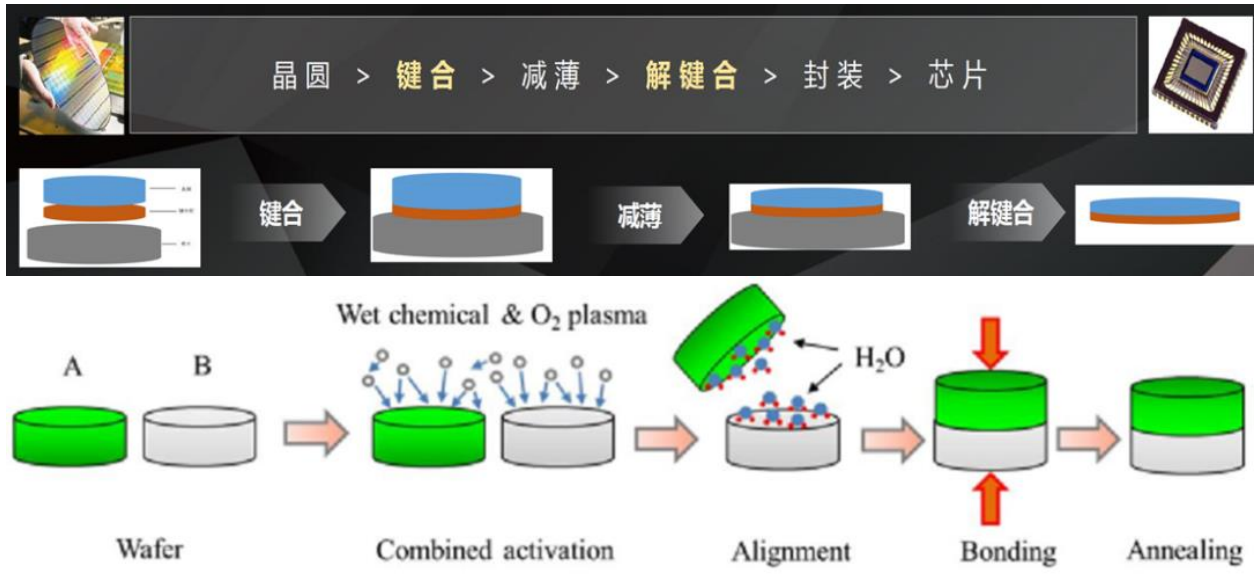 晶圆 > 键合 > 减薄 > 解键合 > 封装 > 芯片
键合
减薄
解键合
Wet chemical & O₂ plasma
A
B
H₂O
Wafer
Combined activation
Alignment
Bonding
Annealing